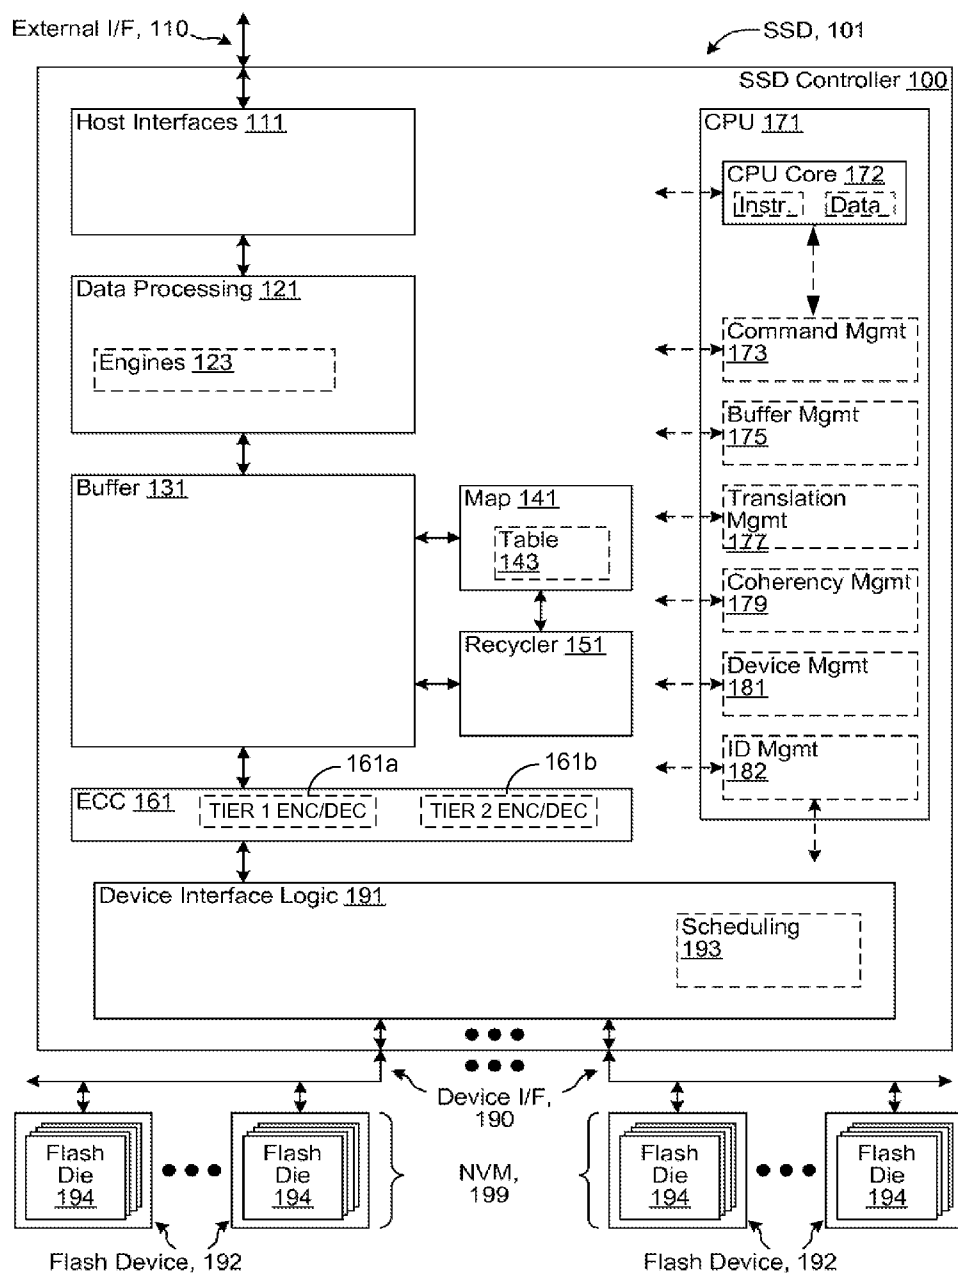 External I/F, 110
SSD, 101
SSD Controller 100
Host Interfaces 111
CPU 171
CPU Core 172
Instr.
Data
Data Processing 121
Engines 123
Command Mgmt
173
Buffer Mgmt
175
Buffer 131
Map 141
Table
143
Translation
Mgmt
177
Coherency Mgmt
179
Recycler 151
Device Mgmt
181
ID Mgmt
182
161a
161b
ECC 161
TIER 1 ENC/DEC
TIER 2 ENC/DEC
Device Interface Logic 191
Scheduling
193
Device I/F,
190
Flash
Die
194
Flash
Die
194
NVM,
199
Flash
Die
194
Flash
Die
194
Flash Device, 192
Flash Device, 192